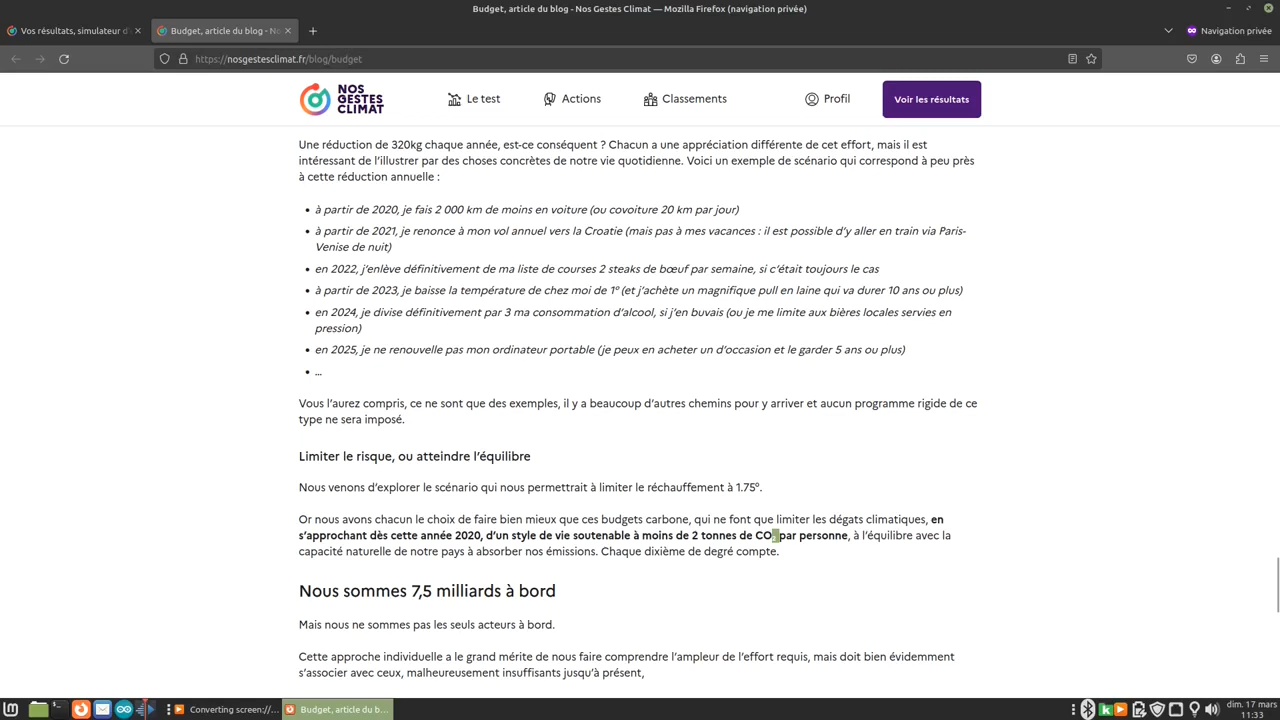 Budget, article du blog - Nos Gestes Climat — Mozilla Firefox (navigation privée)
Vos résultats, simulateur d'
Budget, article du blog - No
Navigation privée
https://nosgestesclimat.fr/blog/budget
NOS
GESTES
CLIMAT
Le test
Actions
Classements
Profil
Voir les résultats
Une réduction de 320kg chaque année, est-ce conséquent ? Chacun a une appréciation différente de cet effort, mais il est
intéressant de l'illustrer par des choses concrètes de notre vie quotidienne. Voici un exemple de scénario qui correspond à peu près
à cette réduction annuelle :
• à partir de 2020, je fais 2 000 km de moins en voiture (ou covoiture 20 km par jour)
• à partir de 2021, je renonce à mon vol annuel vers la Croatie (mais pas à mes vacances : il est possible d'y aller en train via Paris-
Venise de nuit)
• en 2022, j'enlève définitivement de ma liste de courses 2 steaks de bœuf par semaine, si c'était toujours le cas
• à partir de 2023, je baisse la température de chez moi de 1° (et j'achète un magnifique pull en laine qui va durer 10 ans ou plus)
• en 2024, je divise définitivement par 3 ma consommation d'alcool, si j'en buvais (ou je me limite aux bières locales servies en
pression)
• en 2025, je ne renouvelle pas mon ordinateur portable (je peux en acheter un d'occasion et le garder 5 ans ou plus)
• …
Vous l'aurez compris, ce ne sont que des exemples, il y a beaucoup d'autres chemins pour y arriver et aucun programme rigide de ce
type ne sera imposé.
Limiter le risque, ou atteindre l'équilibre
Nous venons d'explorer le scénario qui nous permettrait à limiter le réchauffement à 1.75°.
Or nous avons chacun le choix de faire bien mieux que ces budgets carbone, qui ne font que limiter les dégats climatiques, en
s'approchant dès cette année 2020, d'un style de vie soutenable à moins de 2 tonnes de CO₂ par personne, à l'équilibre avec la
capacité naturelle de notre pays à absorber nos émissions. Chaque dixième de degré compte.
Nous sommes 7,5 milliards à bord
Mais nous ne sommes pas les seuls acteurs à bord.
Cette approche individuelle a le grand mérite de nous faire comprendre l'ampleur de l'effort requis, mais doit bien évidemment
s'associer avec ceux, malheureusement insuffisants jusqu'à présent,
Converting screen://...
Budget, article du b...
dim. 17 mars
11:33